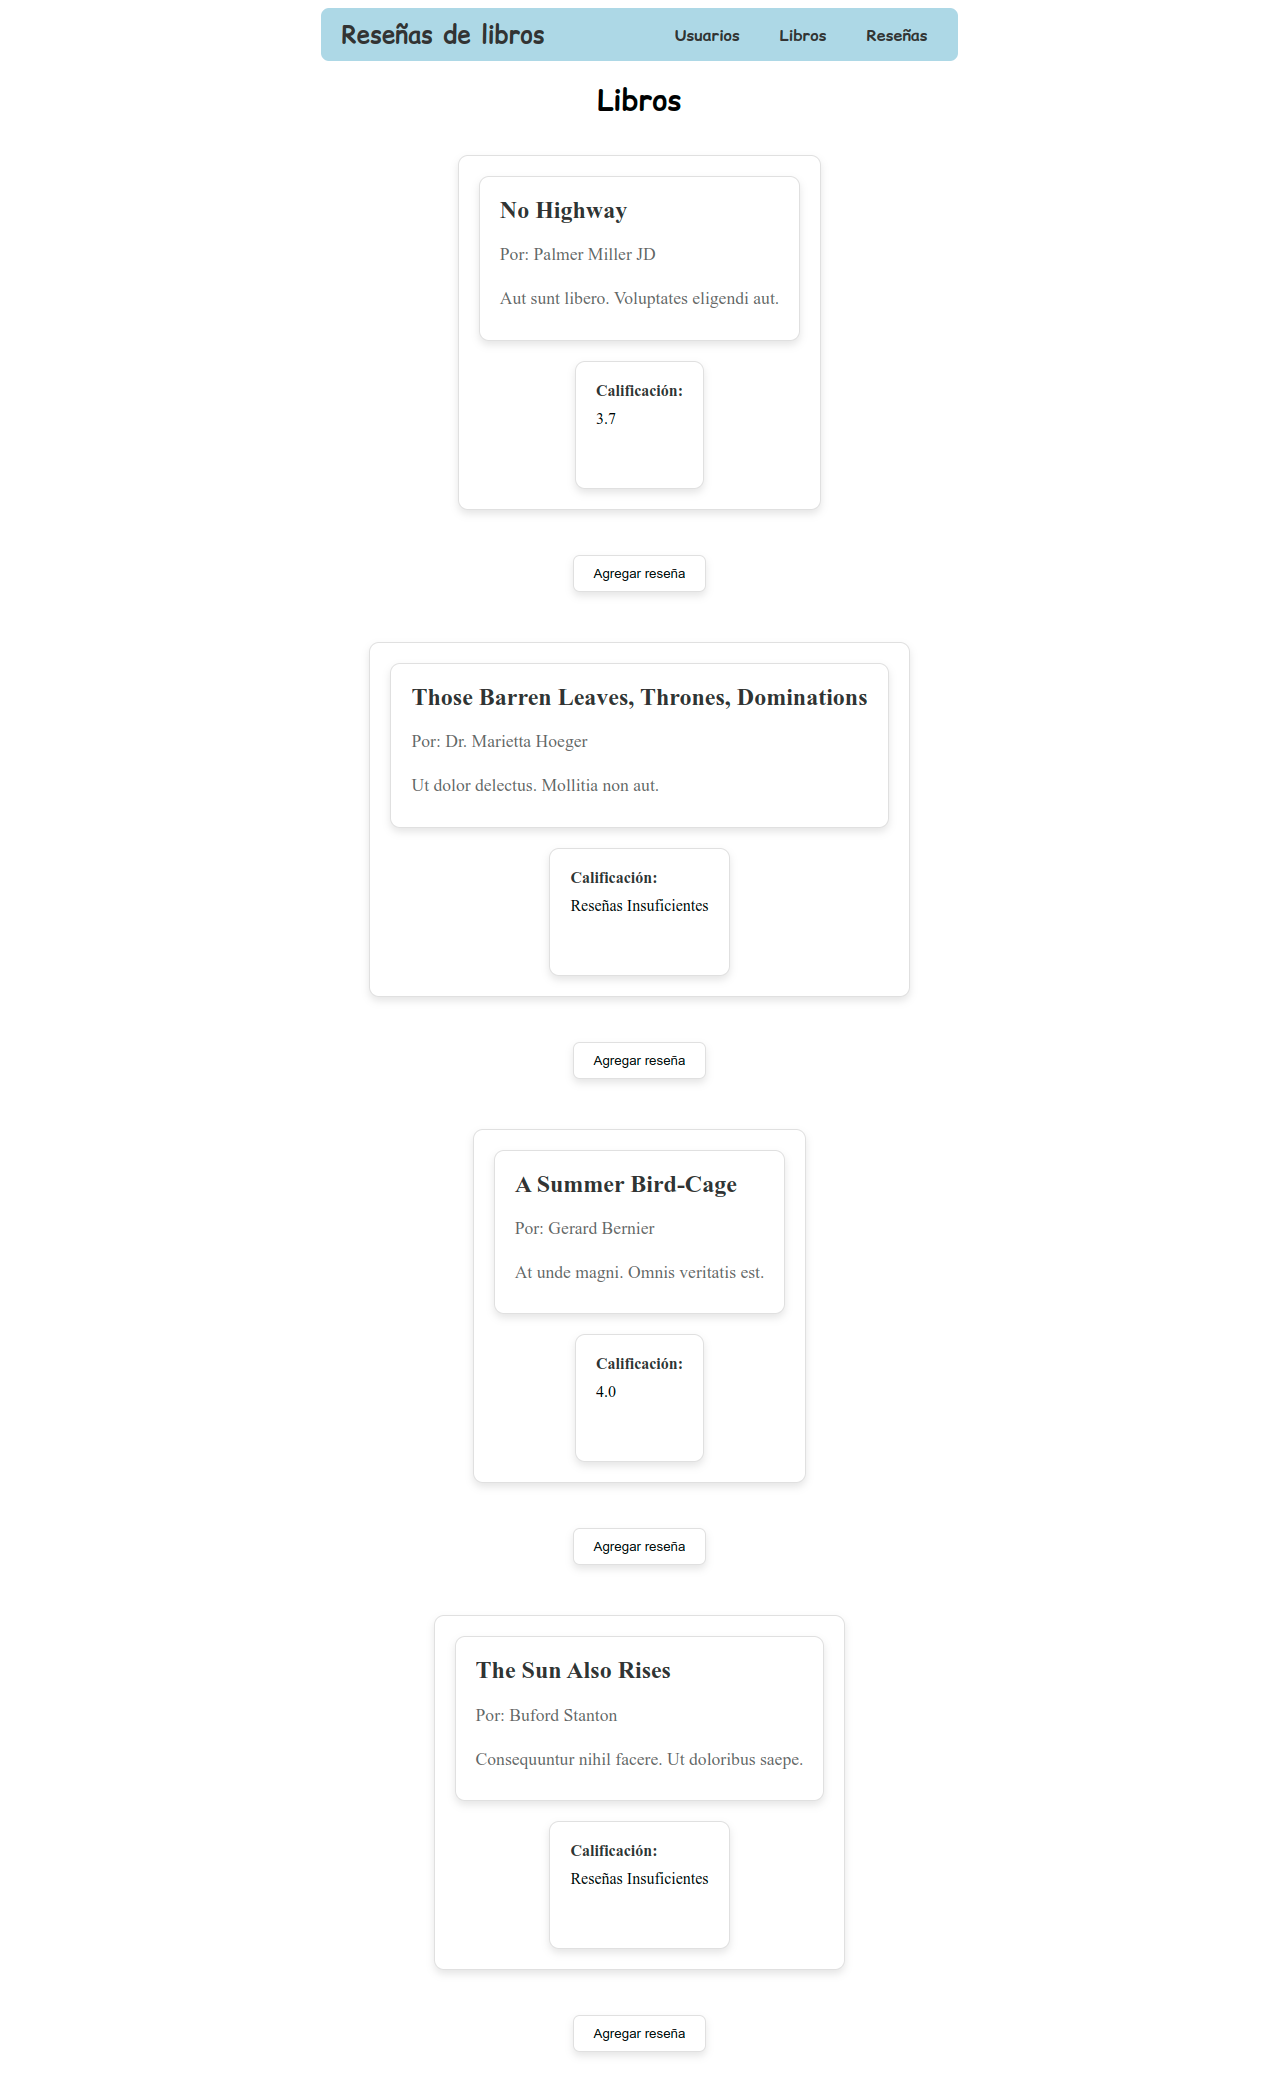 Reseñas de libros
Usuarios Libros Reseñas
Libros
No Highway
Por: Palmer Miller JD
Aut sunt libero. Voluptates eligendi aut.
Calificación:
3.7
Agregar reseña
Those Barren Leaves, Thrones, Dominations
Por: Dr. Marietta Hoeger
Ut dolor delectus. Mollitia non aut.
Calificación:
Reseñas Insuficientes
Agregar reseña
A Summer Bird-Cage
Por: Gerard Bernier
At unde magni. Omnis veritatis est.
Calificación:
4.0
Agregar reseña
The Sun Also Rises
Por: Buford Stanton
Consequuntur nihil facere. Ut doloribus saepe.
Calificación:
Reseñas Insuficientes
Agregar reseña